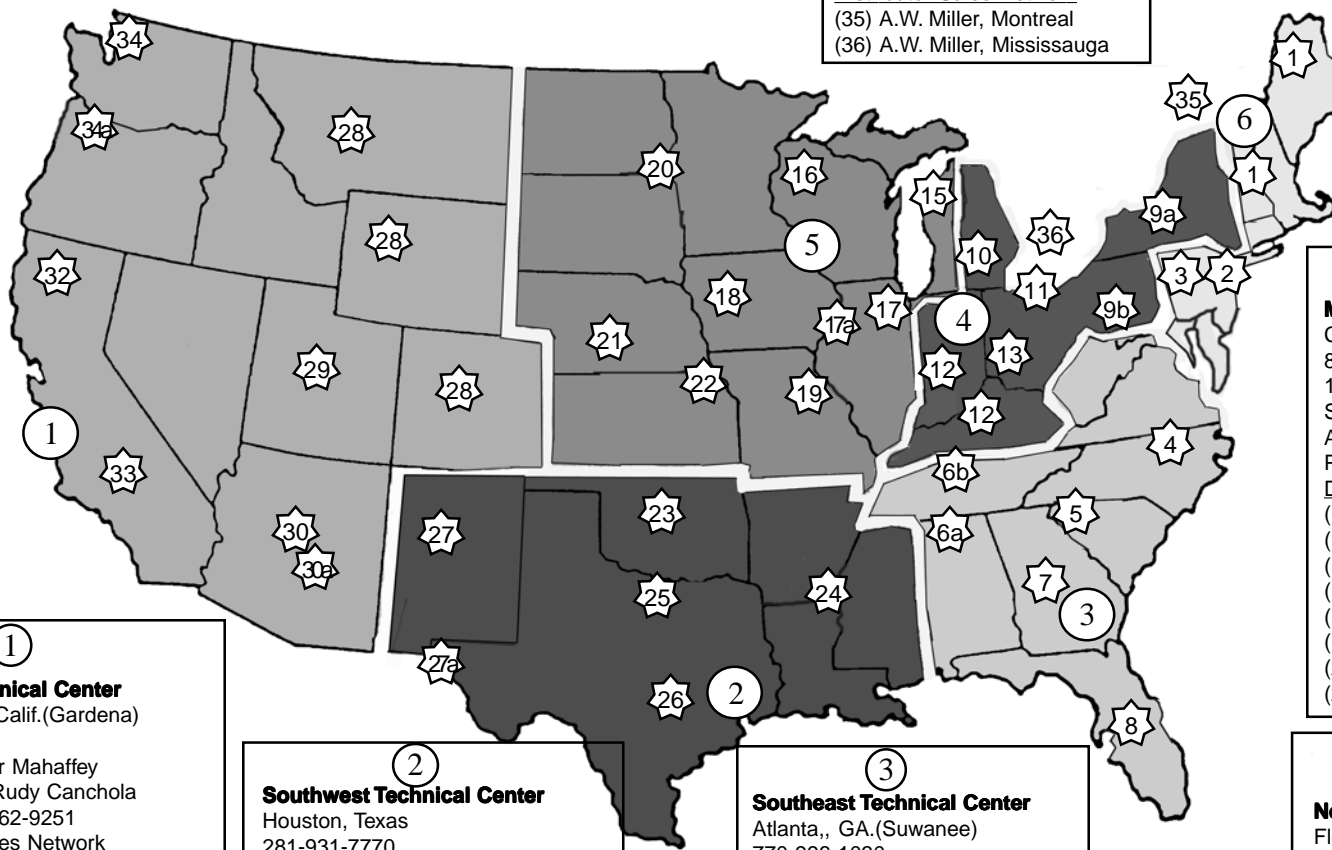 (35) A.W. Miller, Montreal
(36) A.W. Miller, Mississauga
34
1
35
6
34a
28
20
16
1
15
9a
5
36
28
10
32
3
2
11
18
17a
17
4
9b
21
13
29
12
22
28
19
12
1
33
4
6b
27
23
5
30
6a
30a
7
25
24
3
27a
2
26
8
1
nical Center
Calif.(Gardena)
r Mahaffey
Rudy Canchola
62-9251
es Network
2
Southwest Technical Center
Houston, Texas
281-931-7770
3
Southeast Technical Center
Atlanta,, GA.(Suwanee)
M
C
8
1
S
A
F
D
(
(
(
(
(
(
(
(
No
Fl